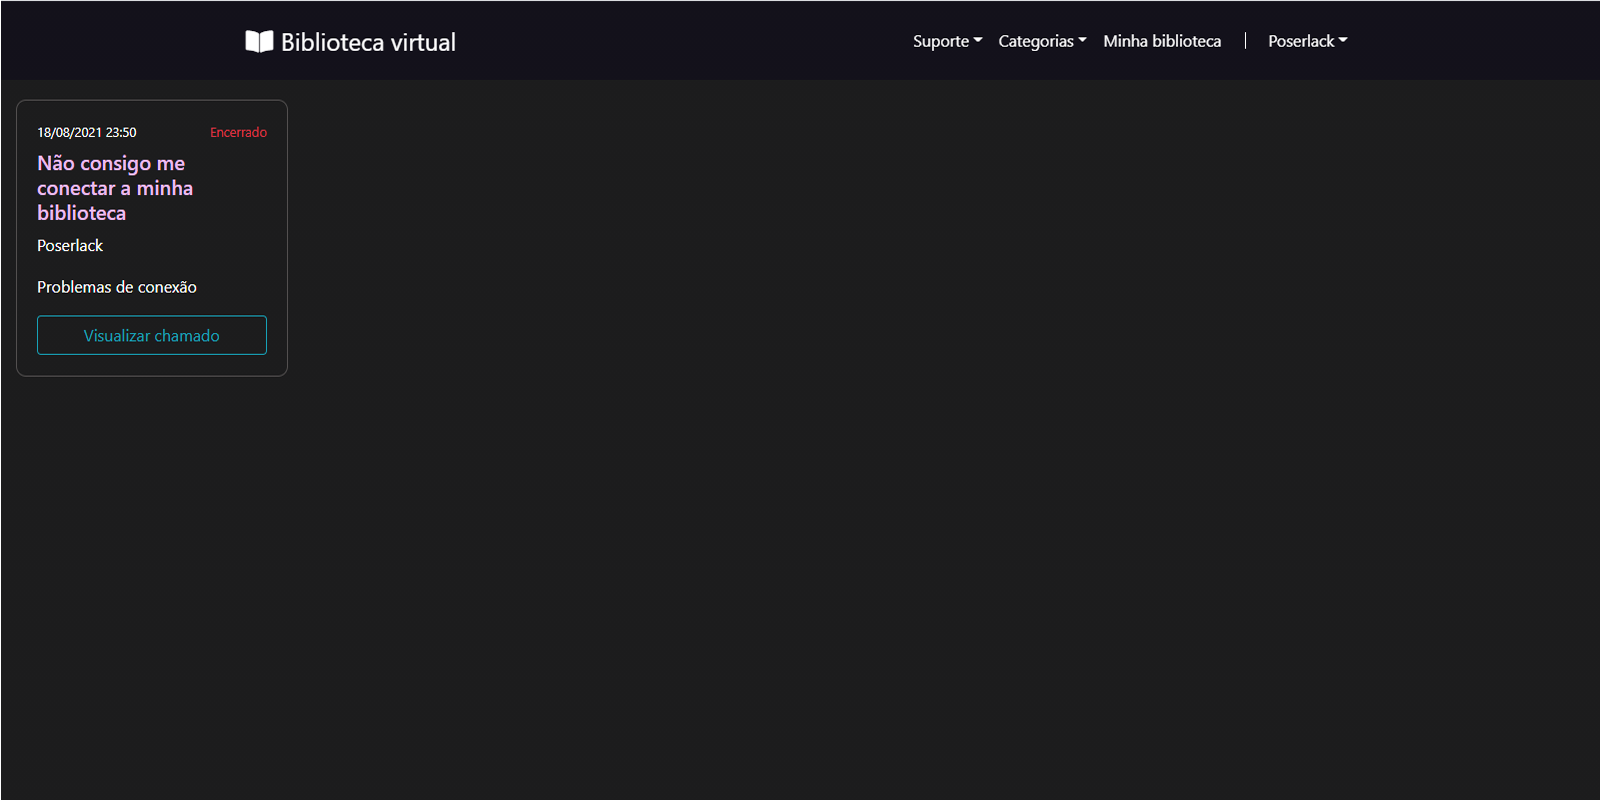 Biblioteca virtual
Suporte Categorias Minha biblioteca | Poserlack
18/08/2021 23:50 Encerrado
Não consigo me
conectar a minha
biblioteca
Poserlack
Problemas de conexão
Visualizar chamado